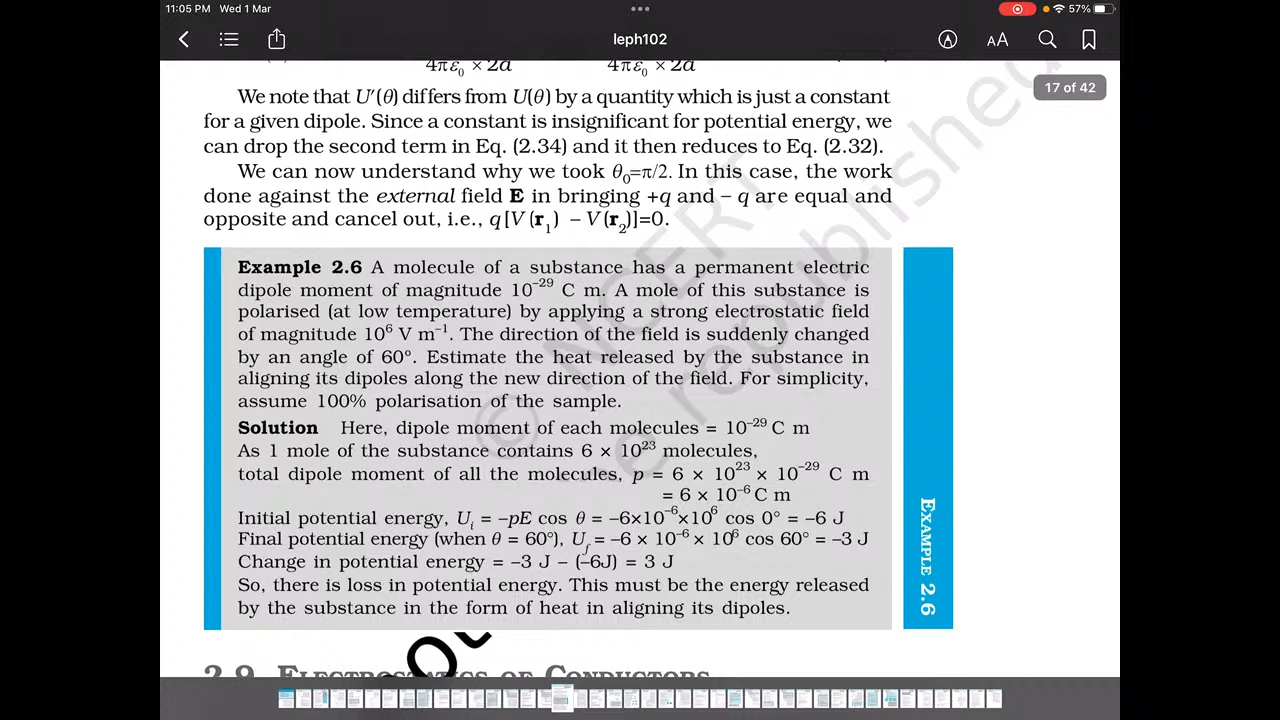 11:05 PM Wed 1 Mar
57%
leph102
17 of 42
4πε₀ × 2a 4πε₀ × 2a
We note that U′(θ) differs from U(θ) by a quantity which is just a constant
for a given dipole. Since a constant is insignificant for potential energy, we
can drop the second term in Eq. (2.34) and it then reduces to Eq. (2.32).
We can now understand why we took θ₀=π/2. In this case, the work
done against the external field E in bringing +q and – q are equal and
opposite and cancel out, i.e., q [V (r₁) – V (r₂)]=0.
Example 2.6 A molecule of a substance has a permanent electric
dipole moment of magnitude 10⁻²⁹ C m. A mole of this substance is
polarised (at low temperature) by applying a strong electrostatic field
of magnitude 10⁶ V m⁻¹. The direction of the field is suddenly changed
by an angle of 60°. Estimate the heat released by the substance in
aligning its dipoles along the new direction of the field. For simplicity,
assume 100% polarisation of the sample.
Solution Here, dipole moment of each molecules = 10⁻²⁹ C m
As 1 mole of the substance contains 6 × 10²³ molecules,
total dipole moment of all the molecules, p = 6 × 10²³ × 10⁻²⁹ C m
= 6 × 10⁻⁶ C m
Initial potential energy, Uᵢ = –pE cos θ = –6×10⁻⁶×10⁶ cos 0° = –6 J
Final potential energy (when θ = 60°), U_f = –6 × 10⁻⁶ × 10⁶ cos 60° = –3 J
Change in potential energy = –3 J – (–6J) = 3 J
So, there is loss in potential energy. This must be the energy released
by the substance in the form of heat in aligning its dipoles.
EXAMPLE 2.6
2.9 ELECTROSTATICS OF CONDUCTORS
© NCERT
be republished